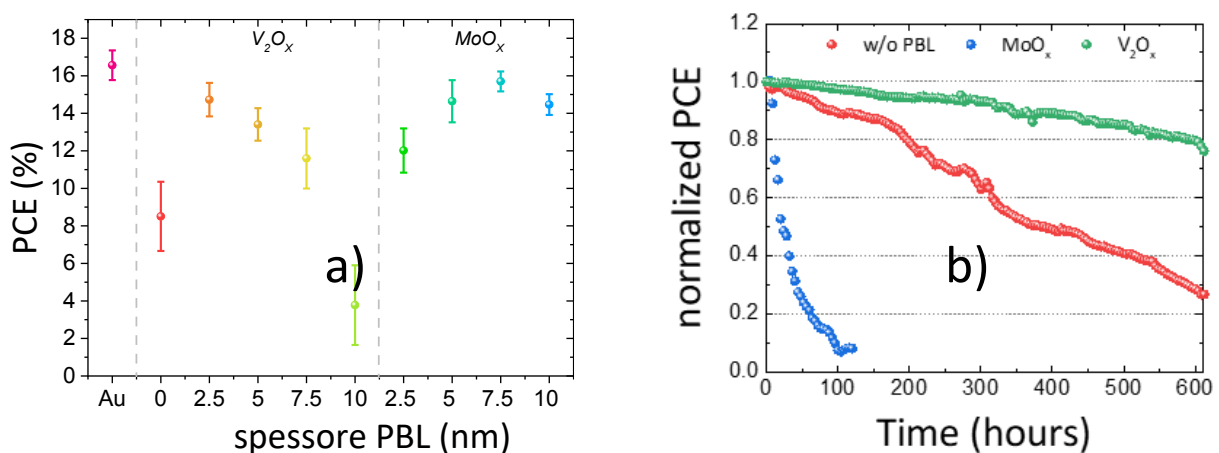 V₂Oₓ MoOₓ
18
16
14
12
10
8
6
4
2
0
PCE (%)
a)
Au 0 2.5 5 7.5 10 2.5 5 7.5 10
spessore PBL (nm)
w/o PBL MoOₓ V₂Oₓ
1.2
1.0
0.8
0.6
0.4
0.2
0.0
normalized PCE
b)
0 100 200 300 400 500 600
Time (hours)